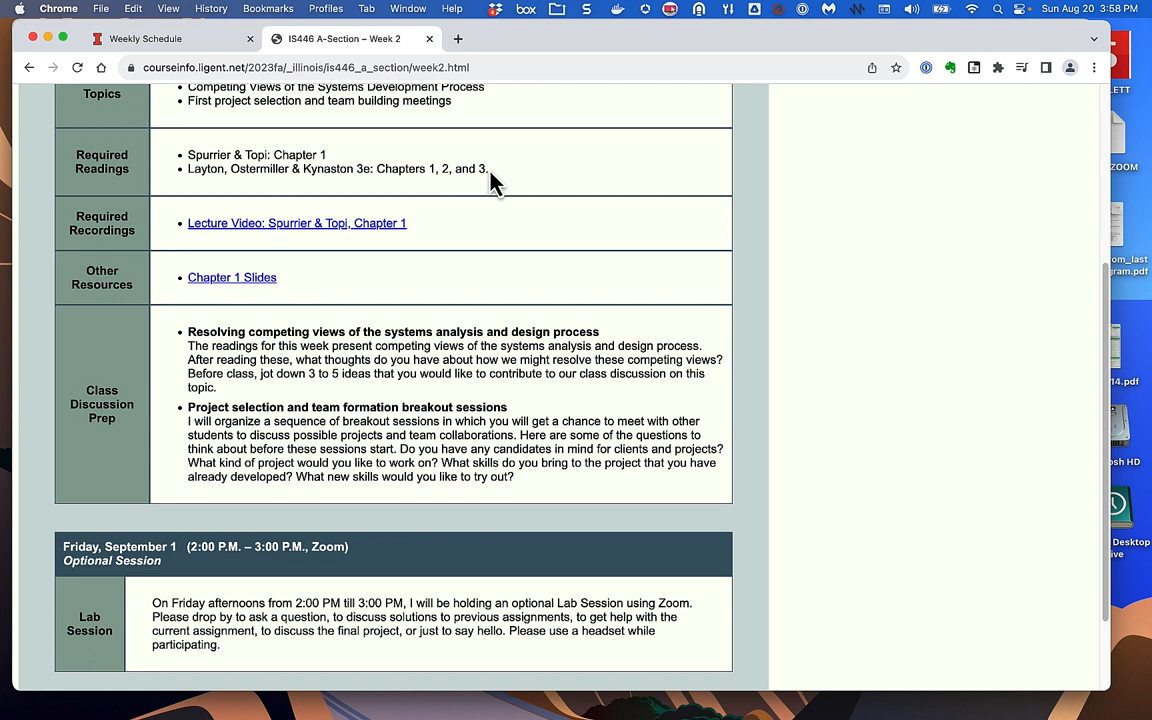 Chrome File Edit View History Bookmarks Profiles Tab Window Help box Sun Aug 20 3:58 PM
Weekly Schedule IS446 A-Section – Week 2
courseinfo.ligent.net/2023fa/_illinois/is446_a_section/week2.html
Topics
• Competing Views of the Systems Development Process
• First project selection and team building meetings
Required
Readings
• Spurrier & Topi: Chapter 1
• Layton, Ostermiller & Kynaston 3e: Chapters 1, 2, and 3.
Required
Recordings
• Lecture Video: Spurrier & Topi, Chapter 1
Other
Resources
• Chapter 1 Slides
Class
Discussion
Prep
• Resolving competing views of the systems analysis and design process
The readings for this week present competing views of the systems analysis and design process.
After reading these, what thoughts do you have about how we might resolve these competing views?
Before class, jot down 3 to 5 ideas that you would like to contribute to our class discussion on this
topic.
• Project selection and team formation breakout sessions
I will organize a sequence of breakout sessions in which you will get a chance to meet with other
students to discuss possible projects and team collaborations. Here are some of the questions to
think about before these sessions start. Do you have any candidates in mind for clients and projects?
What kind of project would you like to work on? What skills do you bring to the project that you have
already developed? What new skills would you like to try out?
Friday, September 1 (2:00 P.M. – 3:00 P.M., Zoom)
Optional Session
Lab
Session
On Friday afternoons from 2:00 PM till 3:00 PM, I will be holding an optional Lab Session using Zoom.
Please drop by to ask a question, to discuss solutions to previous assignments, to get help with the
current assignment, to discuss the final project, or just to say hello. Please use a headset while
participating.
LETT
ZOOM
om_last
gram.pdf
14.pdf
osh HD
Desktop
ive